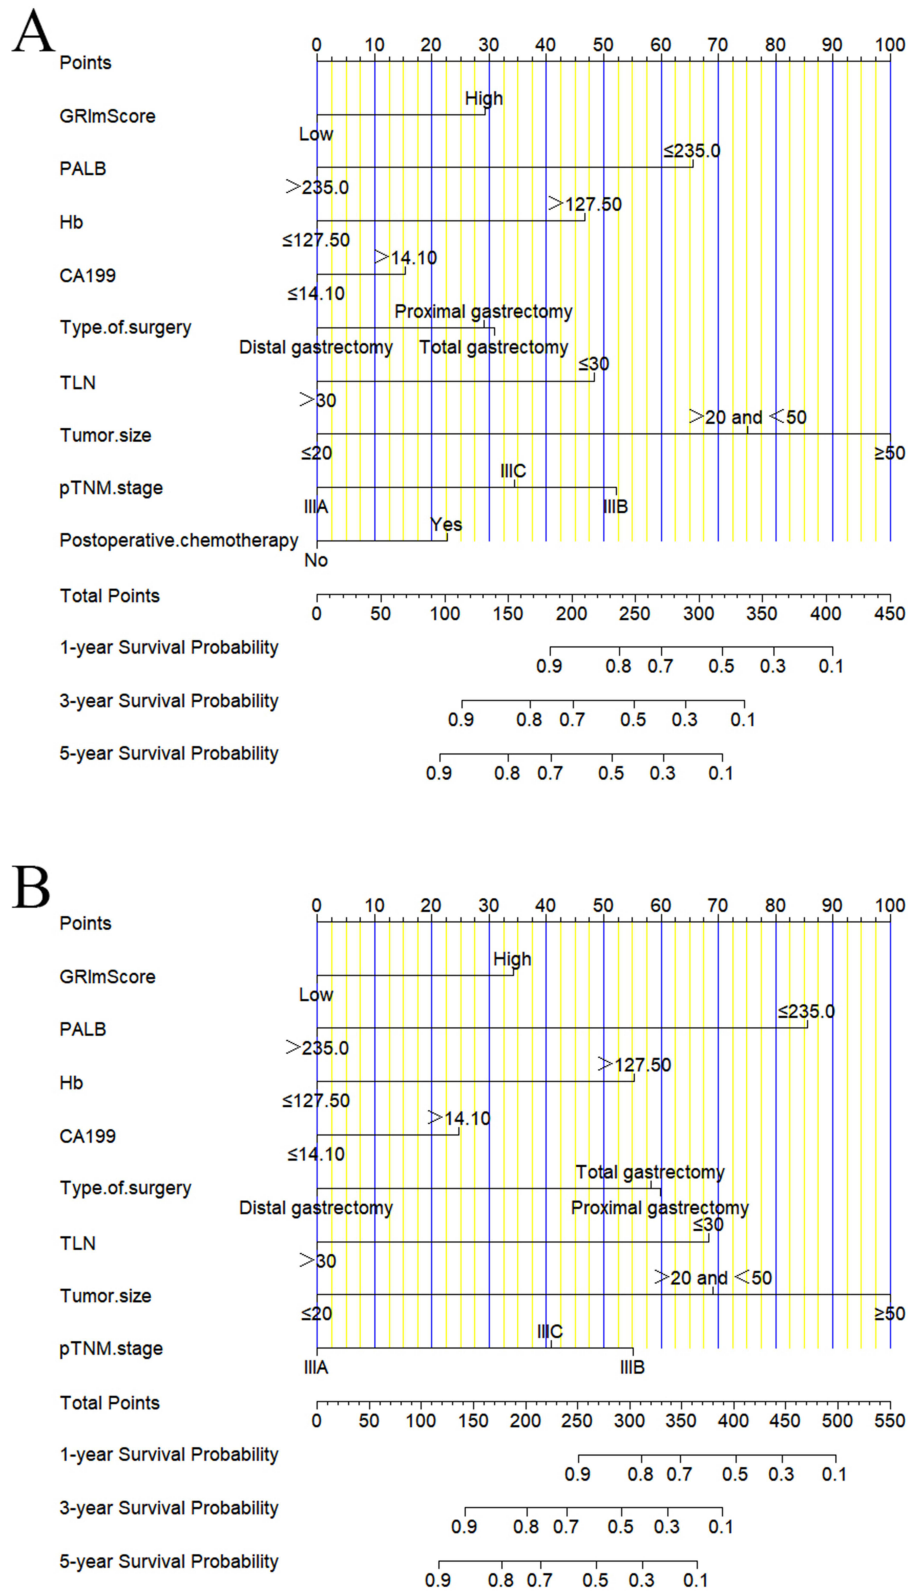 A
Points 0 10 20 30 40 50 60 70 80 90 100
High
GRImScore
Low
≤235.0
PALB
>235.0
>127.50
Hb
≤127.50
>14.10
CA199
≤14.10
Proximal gastrectomy
Type.of.surgery
Distal gastrectomy Total gastrectomy
≤30
TLN
>30
>20 and <50
Tumor.size
≤20 ≥50
IIIC
pTNM.stage
IIIA IIIB
Yes
Postoperative.chemotherapy
No
Total Points
0 50 100 150 200 250 300 350 400 450
1-year Survival Probability
0.9 0.8 0.7 0.5 0.3 0.1
3-year Survival Probability
0.9 0.8 0.7 0.5 0.3 0.1
5-year Survival Probability
0.9 0.8 0.7 0.5 0.3 0.1
B
Points 0 10 20 30 40 50 60 70 80 90 100
High
GRImScore
Low
≤235.0
PALB
>235.0
>127.50
Hb
≤127.50
>14.10
CA199
≤14.10
Total gastrectomy
Type.of.surgery
Distal gastrectomy Proximal gastrectomy
≤30
TLN
>30
>20 and <50
Tumor.size
≤20 ≥50
IIIC
pTNM.stage
IIIA IIIB
Total Points
0 50 100 150 200 250 300 350 400 450 500 550
1-year Survival Probability
0.9 0.8 0.7 0.5 0.3 0.1
3-year Survival Probability
0.9 0.8 0.7 0.5 0.3 0.1
5-year Survival Probability
0.9 0.8 0.7 0.5 0.3 0.1